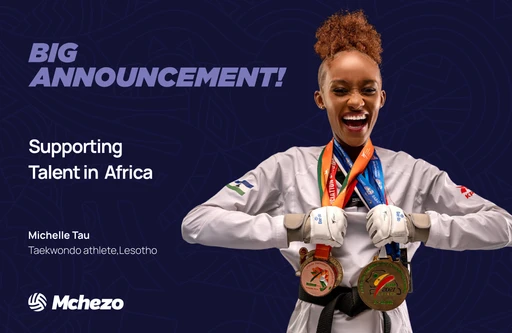 BIG
ANNOUNCEMENT!
Supporting
Talent in Africa
Michelle Tau
Taekwondo athlete,Lesotho
Mchezo